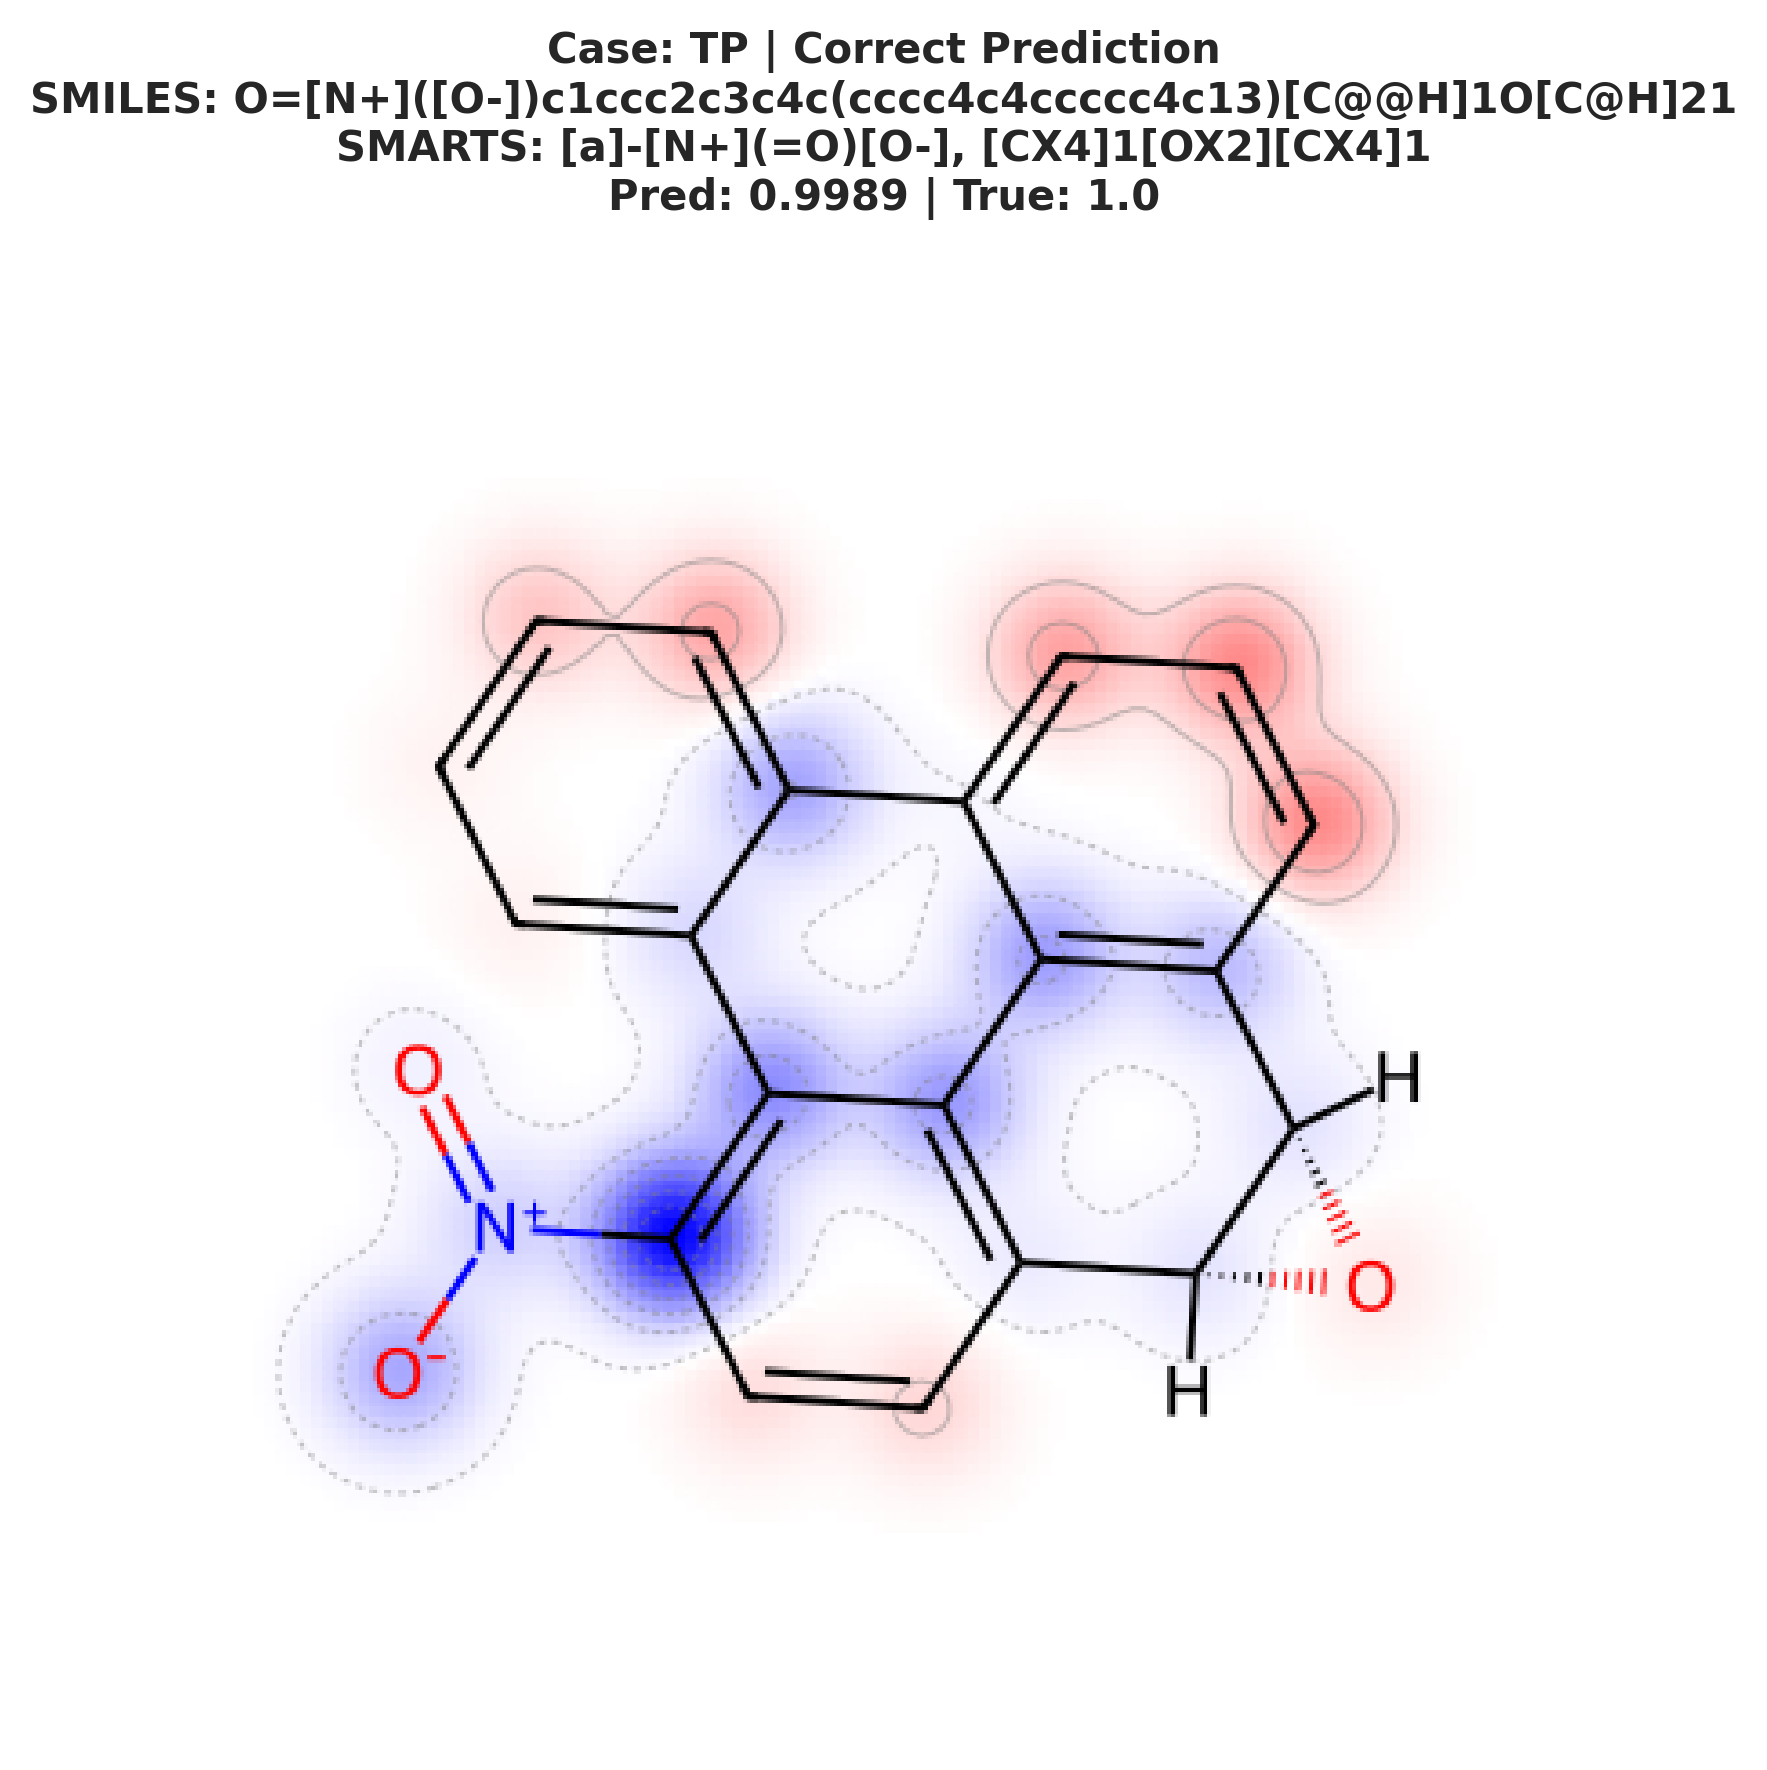 Case: TP | Correct Prediction
SMILES: O=[N+]([O-])c1ccc2c3c4c(cccc4c4ccccc4c13)[C@@H]1O[C@H]21
SMARTS: [a]-[N+](=O)[O-], [CX4]1[OX2][CX4]1
Pred: 0.9989 | True: 1.0
O
H
N+
O
O-
H